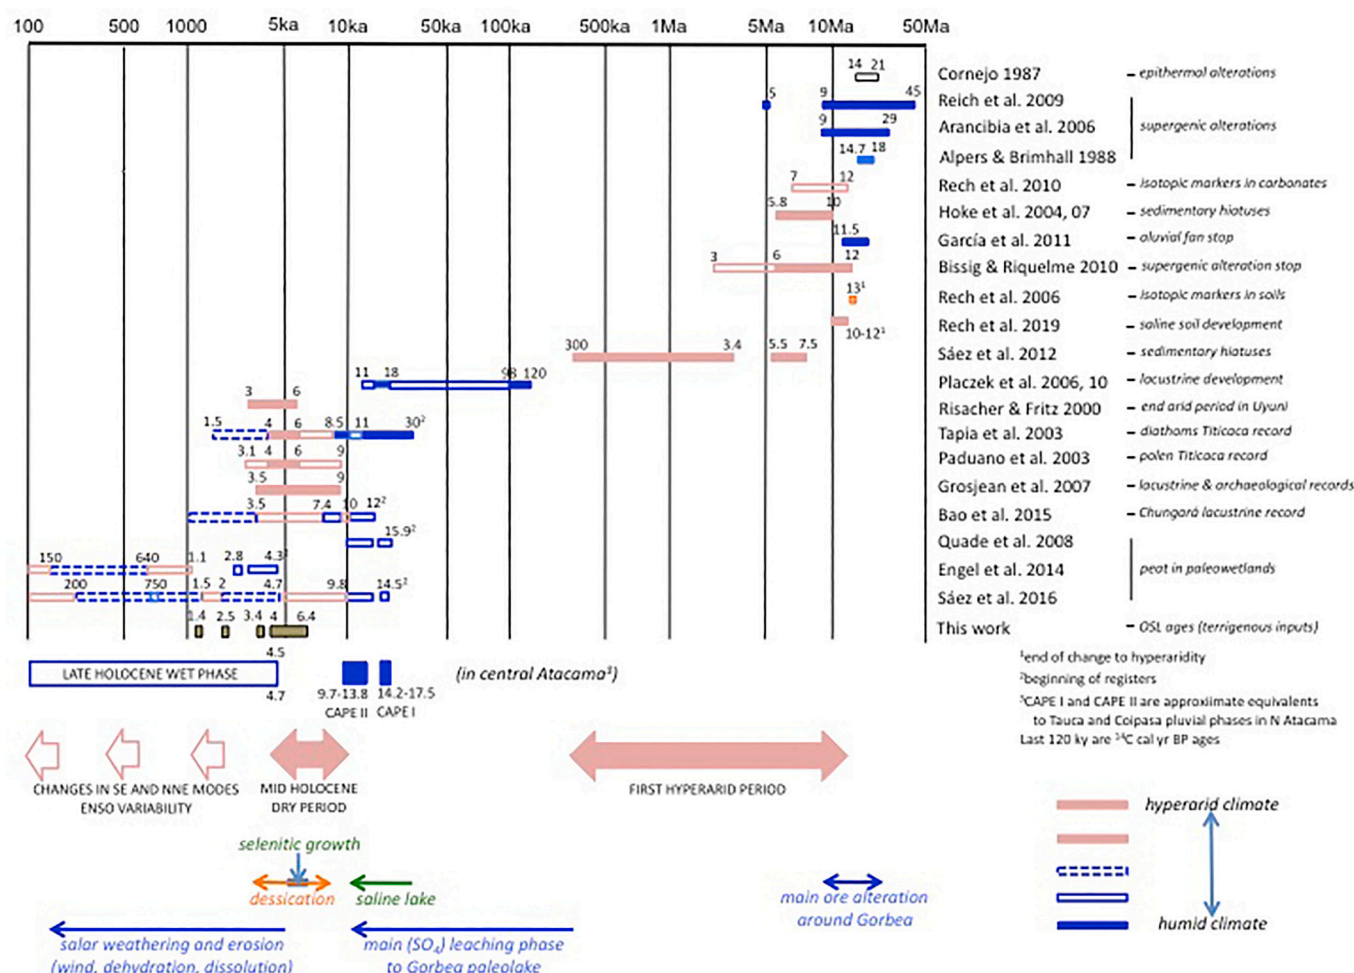 100 500 1000 5ka 10ka 50ka 100ka 500ka 1Ma 5Ma 10Ma 50Ma
14 21 Cornejo 1987 – epithermal alterations
5 9 45 Reich et al. 2009
9 29 Arancibia et al. 2006 supergenic alterations
14.7 18 Alpers & Brimhall 1988
7 12 Rech et al. 2010 – isotopic markers in carbonates
5.8 10 Hoke et al. 2004, 07 – sedimentary hiatuses
11.5 García et al. 2011 – aluvial fan stop
3 6 12 Bissig & Riquelme 2010 – supergenic alteration stop
13¹ Rech et al. 2006 – isotopic markers in soils
10-12¹ Rech et al. 2019 – saline soil development
300 3.4 5.5 7.5 Sáez et al. 2012 – sedimentary hiatuses
11 18 98 120 Placzek et al. 2006, 10 – locustrine development
3 6 Risacher & Fritz 2000 – end arid period in Uyuni
1.5 4 6 8.5 11 30² Tapia et al. 2003 – diathoms Titicaca record
3.1 4 6 9 Paduano et al. 2003 – polen Titicaca record
3.5 9 Grosjean et al. 2007 – locustrine & archaeological records
3.5 7.4 10 12² Bao et al. 2015 – Chungará lacustrine record
15.9² Quade et al. 2008
150 640 1.1 2.8 4.3 Engel et al. 2014 peat in paleowetlands
200 750 1.5 2 4.7 9.8 14.5² Sáez et al. 2016
1.4 2.5 3.4 4 6.4 This work – OSL ages (terrigenous inputs)
4.5
LATE HOLOCENE WET PHASE
4.7
9.7-13.8
CAPE II
14.2-17.5
CAPE I
(in central Atacama³)
¹end of change to hyperaridity
²beginning of registers
³CAPE I and CAPE II are approximate equivalents
to Tauca and Coipasa pluvial phases in N Atacama
Last 120 ky are ¹⁴C cal yr BP ages
CHANGES IN SE AND NNE MODES
ENSO VARIABILITY
MID HOLOCENE
DRY PERIOD
FIRST HYPERARID PERIOD
hyperarid climate
humid climate
selenitic growth
dessication
saline lake
main ore alteration
around Gorbea
salar weathering and erosion
(wind, dehydration, dissolution)
main (SO₄) leaching phase
to Gorbea paleolake